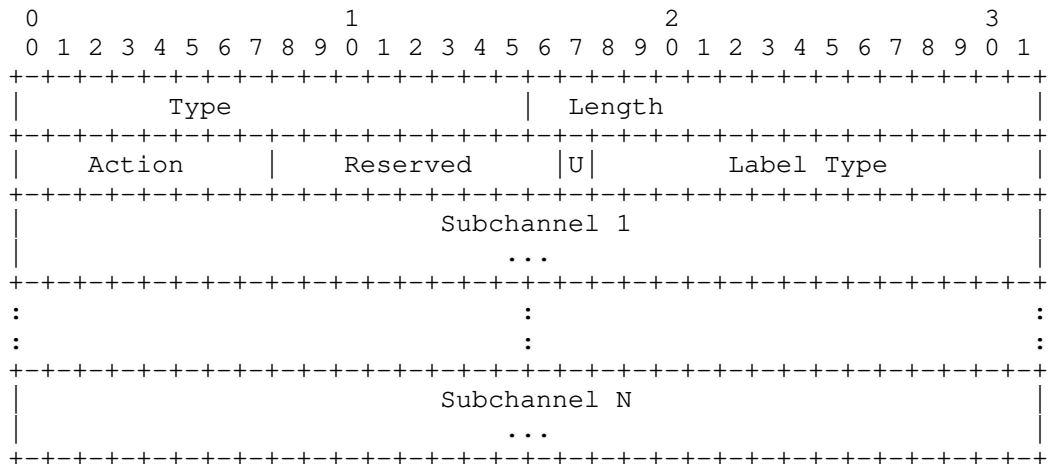 0                   1                   2                   3
 0 1 2 3 4 5 6 7 8 9 0 1 2 3 4 5 6 7 8 9 0 1 2 3 4 5 6 7 8 9 0 1
+-+-+-+-+-+-+-+-+-+-+-+-+-+-+-+-+-+-+-+-+-+-+-+-+-+-+-+-+-+-+-+-+
|         Type                  |  Length                       |
+-+-+-+-+-+-+-+-+-+-+-+-+-+-+-+-+-+-+-+-+-+-+-+-+-+-+-+-+-+-+-+-+
|    Action     |    Reserved     |U|        Label Type         |
+-+-+-+-+-+-+-+-+-+-+-+-+-+-+-+-+-+-+-+-+-+-+-+-+-+-+-+-+-+-+-+-+
|                          Subchannel 1                         |
|                              ...                              |
+-+-+-+-+-+-+-+-+-+-+-+-+-+-+-+-+-+-+-+-+-+-+-+-+-+-+-+-+-+-+-+-+
:                               :                               :
:                               :                               :
+-+-+-+-+-+-+-+-+-+-+-+-+-+-+-+-+-+-+-+-+-+-+-+-+-+-+-+-+-+-+-+-+
|                          Subchannel N                         |
|                              ...                              |
+-+-+-+-+-+-+-+-+-+-+-+-+-+-+-+-+-+-+-+-+-+-+-+-+-+-+-+-+-+-+-+-+